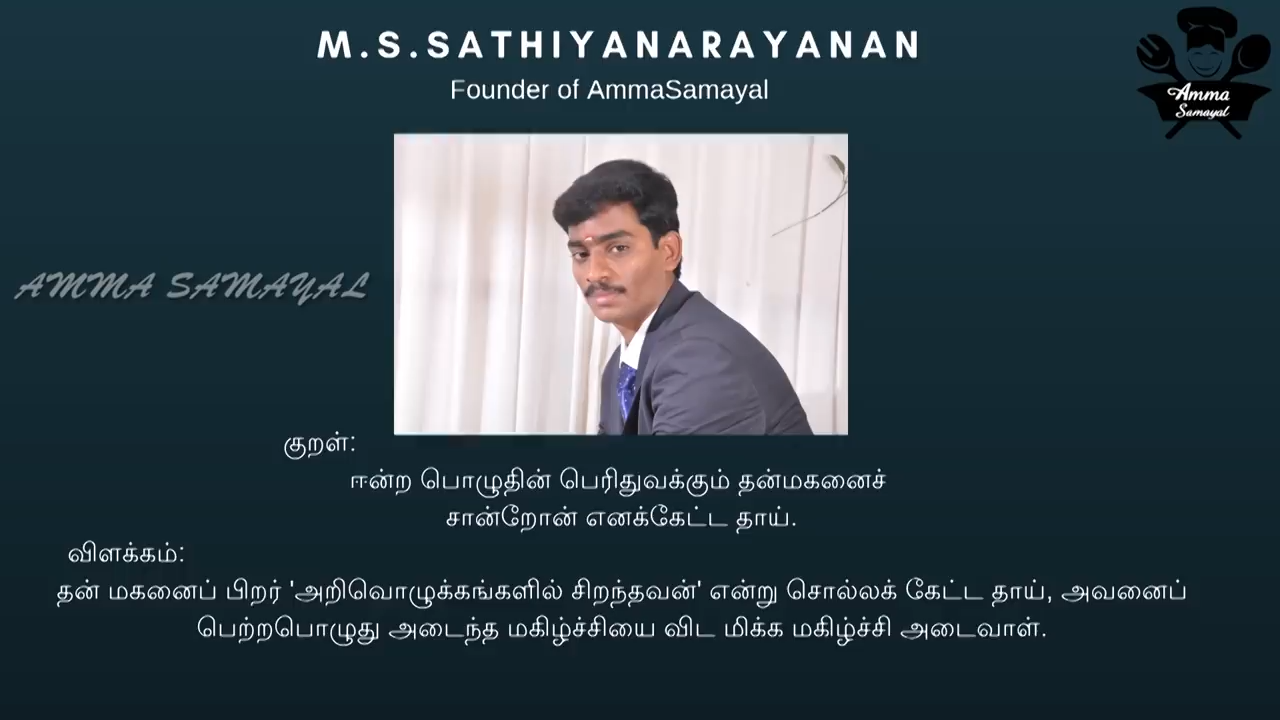 M.S.SATHIYANARAYANAN
Founder of AmmaSamayal
Amma
Samayal
AMMA SAMAYAL
குறள்:
ஈன்ற பொழுதின் பெரிதுவக்கும் தன்மகனைச்
சான்றோன் எனக்கேட்ட தாய்.
விளக்கம்:
தன் மகனைப் பிறர் 'அறிவொழுக்கங்களில் சிறந்தவன்' என்று சொல்லக் கேட்ட தாய், அவனைப்
பெற்றபொழுது அடைந்த மகிழ்ச்சியை விட மிக்க மகிழ்ச்சி அடைவாள்.